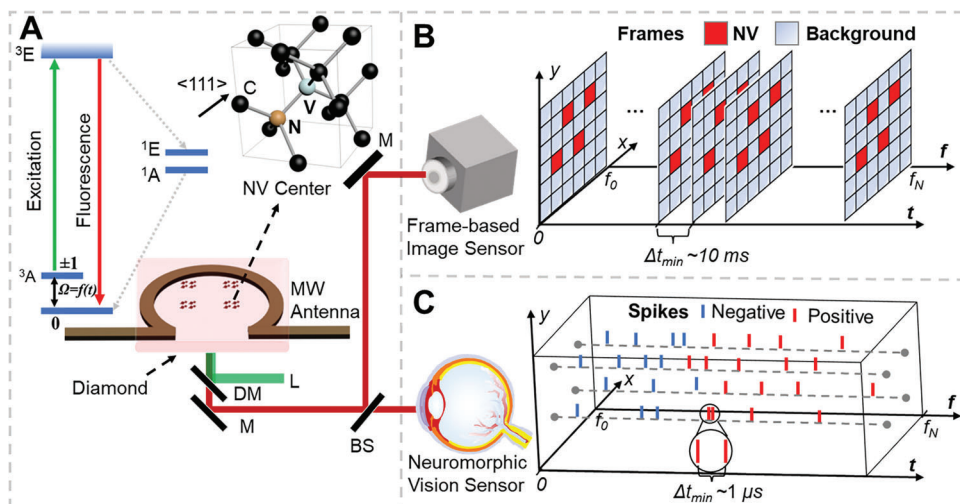 A
³E
Excitation
Fluorescence
¹E
¹A
³A
±1
Ω=f(t)
0
<111>
C
N
V
NV Center
M
MW
Antenna
Diamond
DM
L
M
BS
Frame-based
Image Sensor
Neuromorphic
Vision Sensor
B
Frames NV Background
y
x
... ...
f₀
f_N
f
t
0
Δt_min ~10 ms
C
Spikes Negative Positive
y
x
f₀
f_N
f
t
0
Δt_min ~1 µs